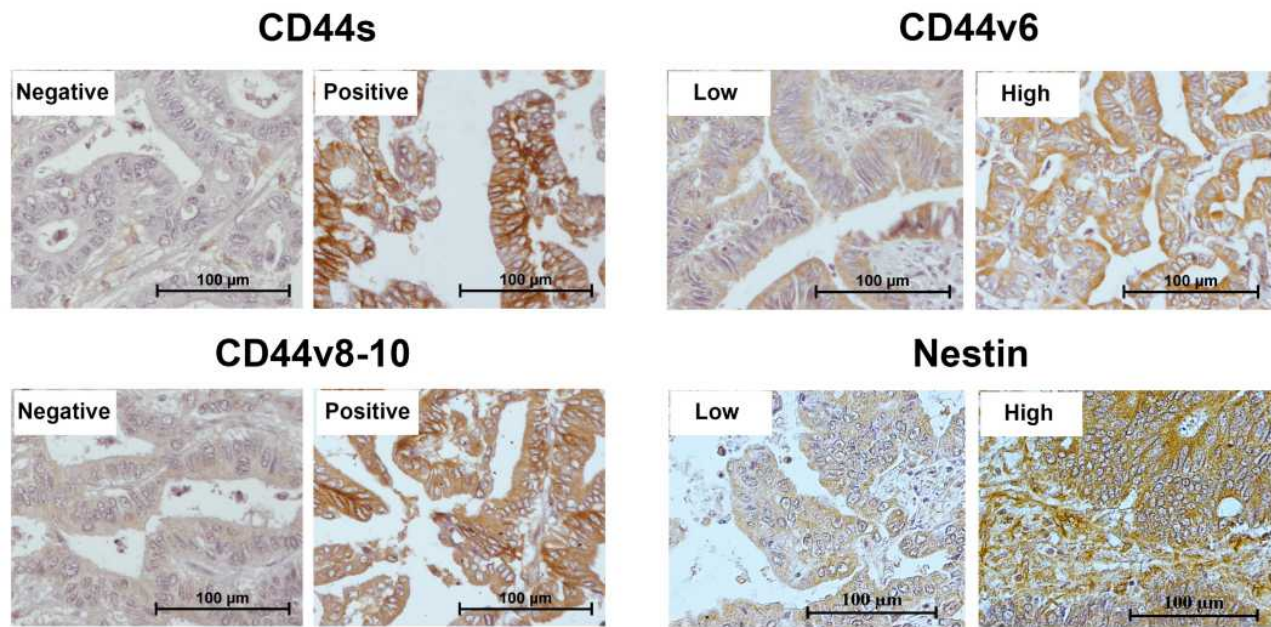 CD44s
CD44v6
Negative
Positive
Low
High
100 µm
100 µm
100 µm
100 µm
CD44v8-10
Nestin
Negative
Positive
Low
High
100 µm
100 µm
100 µm
100 µm